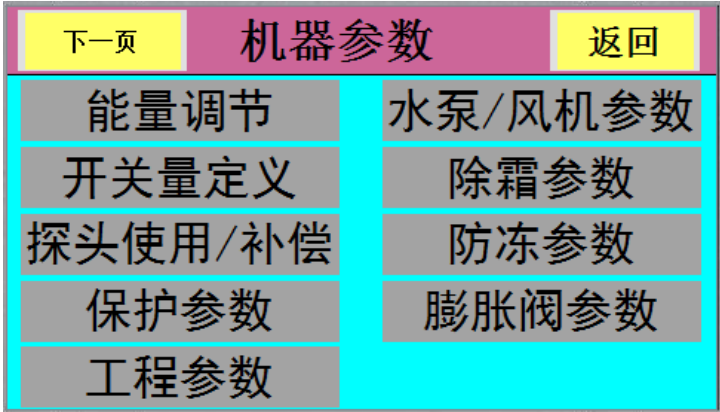 下一页 机器参数 返回
能量调节 水泵/风机参数
开关量定义 除霜参数
探头使用/补偿 防冻参数
保护参数 膨胀阀参数
工程参数